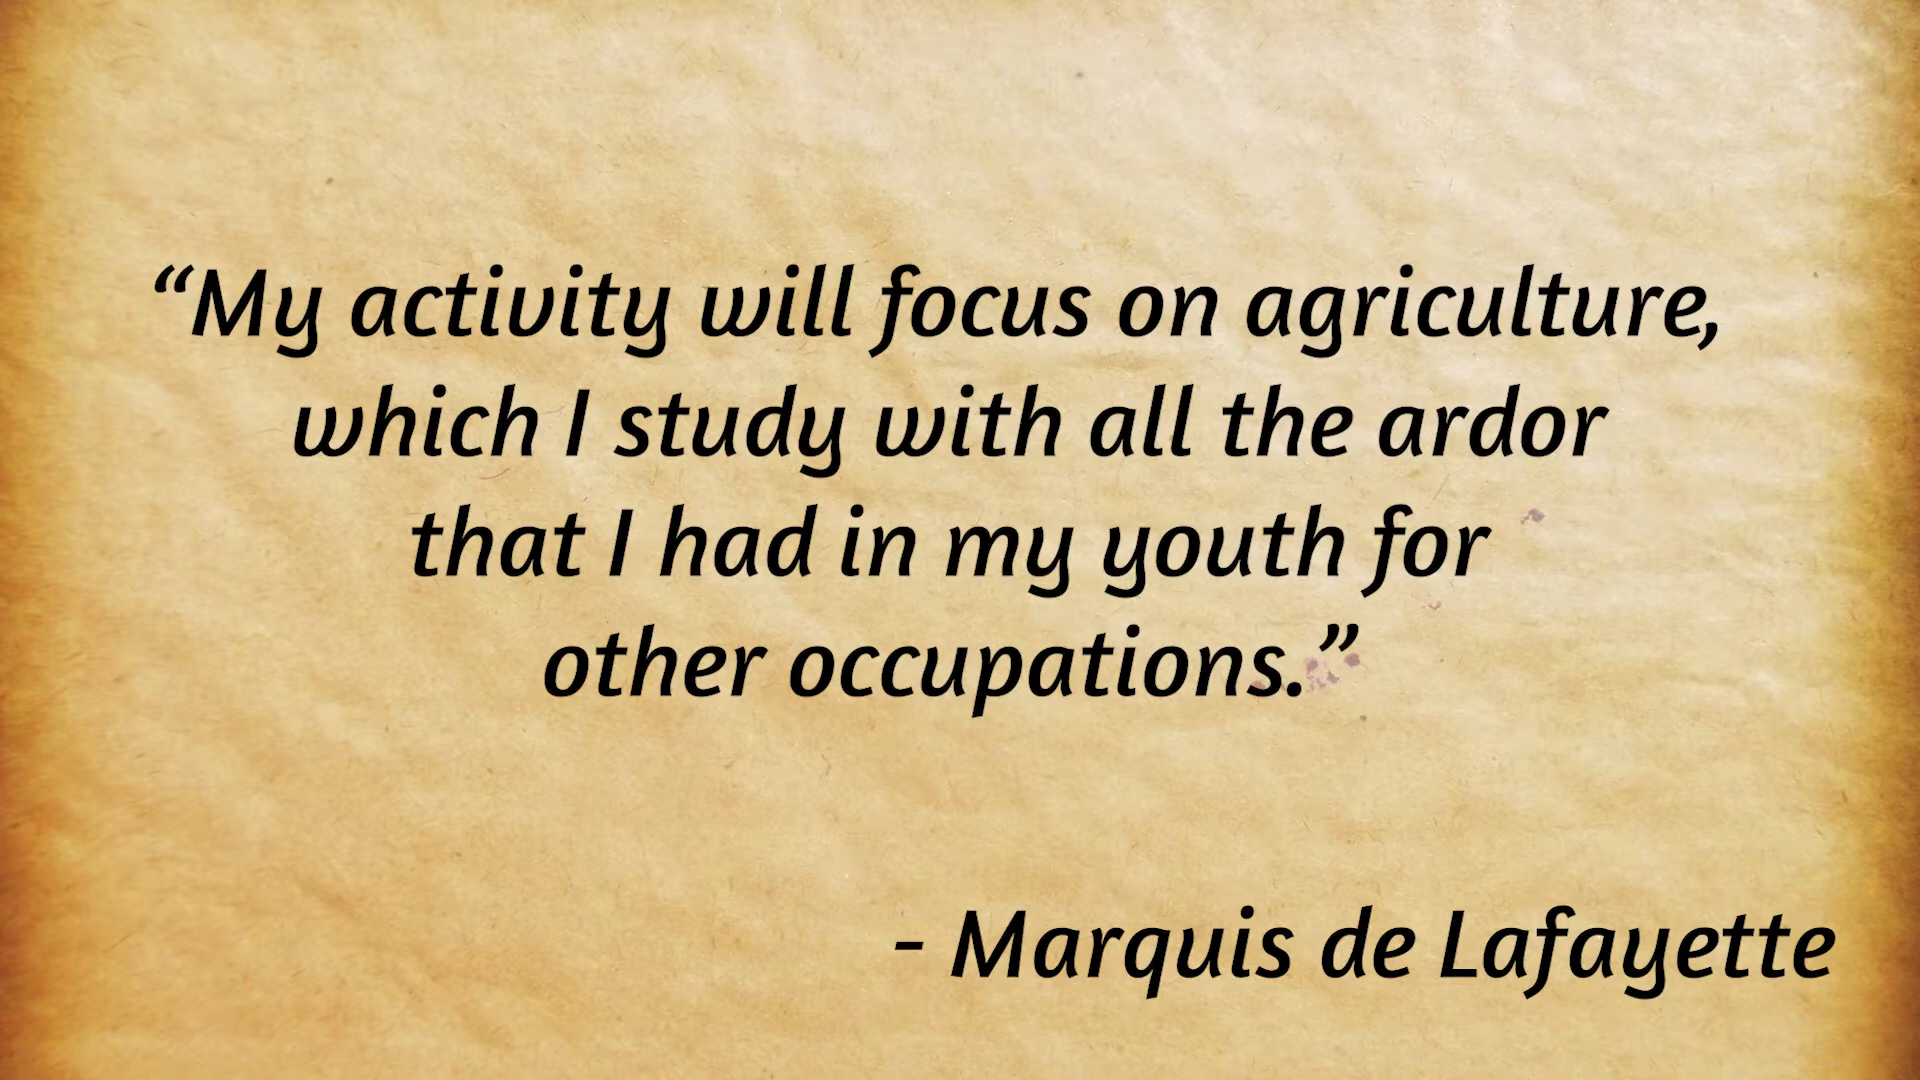 “My activity will focus on agriculture,
which I study with all the ardor
that I had in my youth for
other occupations.”
- Marquis de Lafayette